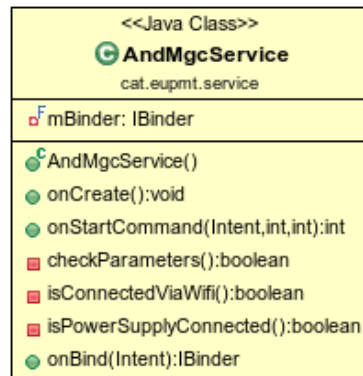 <<Java Class>>
C AndMgcService
cat.eupmt.service
F mBinder: IBinder
C AndMgcService()
onCreate():void
onStartCommand(Intent,int,int):int
checkParameters():boolean
isConnectedViaWifi():boolean
isPowerSupplyConnected():boolean
onBind(Intent):IBinder